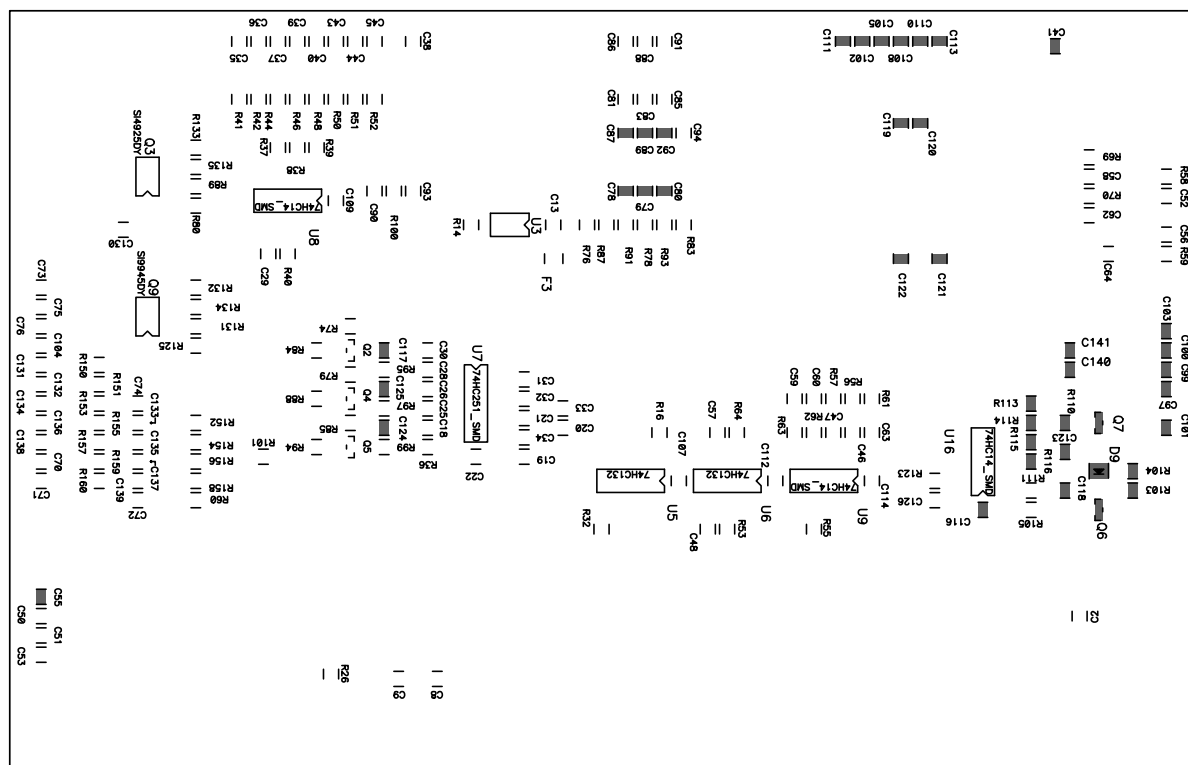 C36
C39
C43
C45
C35
C37
C40
C44
C38
C86
C88
C91
C105
C110
C111
C102
C108
C113
C41
R41
R42
R44
R46
R48
R50
R51
R52
C81
C83
C85
C87
C89
C92
C94
C119
C120
R133
SI4925DY
Q3
R135
R89
R80
C130
R37
R38
R39
74HC14_SMD
U8
C109
C90
R100
C93
C78
C79
C80
R69
C58
R70
C62
R58
C52
C56
R59
C64
R14
U3
C13
F3
R76
R87
R91
R78
R93
R83
C29
R40
C122
C121
C73
C75
C76
C104
C131
C132
C134
C136
C138
C70
C71
SI9945DY
Q9
R132
R134
R131
R125
R74
R84
R79
R88
R85
R94
Q2
Q4
Q5
C117
R95
C125
R97
C124
R99
C30
C28
C26
C25
C18
R36
U7
74HC251_SMD
C22
C31
C32
C33
C21
C20
C34
C19
C103
C100
C99
C97
C101
C141
C140
R150
R151
R153
R155
R157
R159
R160
C74
C133
C135
C137
C139
C72
R152
R154
R156
R158
R60
R101
R16
C107
C57
R64
C59
C60
R57
R56
R63
R62
C47
R61
C46
C63
74HC132
U5
74HC132
U6
C112
74HC14_SMD
U9
C114
R32
C48
R53
R55
R123
C126
U16
74HC14_SMD
C116
R113
R114
R115
R116
R111
R105
R110
C123
C118
Q7
D9
Q6
R104
R103
C55
C50
C51
C53
R26
C9
C8
C2